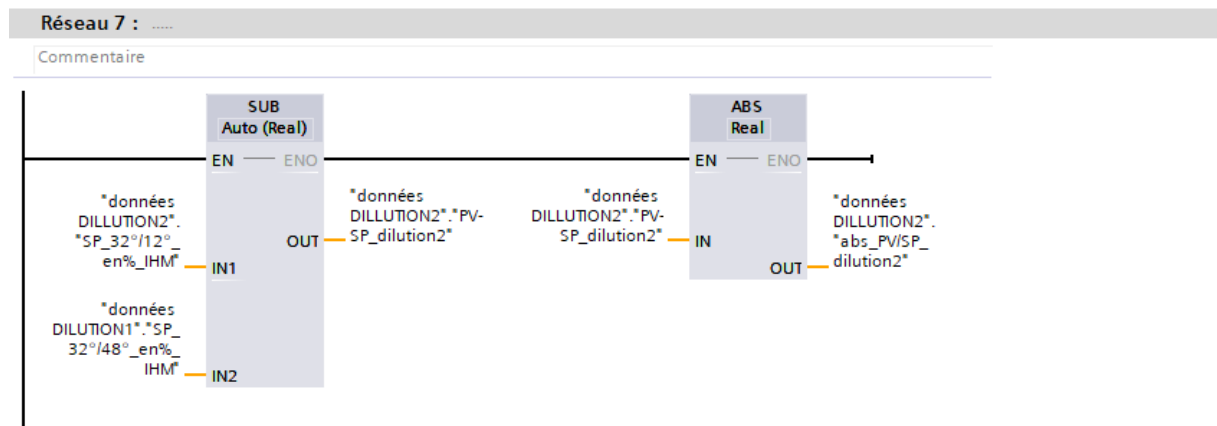 Réseau 7 : .....
Commentaire
SUB
Auto (Real)
EN
ENO
"données
DILLUTION2".
"SP_32°/12°_
en%_IHM"
IN1
"données
DILUTION1"."SP_
32°/48°_en%_
IHM"
IN2
OUT
"données
DILLUTION2"."PV-
SP_dilution2"
ABS
Real
EN
ENO
"données
DILLUTION2"."PV-
SP_dilution2"
IN
OUT
"données
DILLUTION2".
"abs_PV/SP_
dilution2"